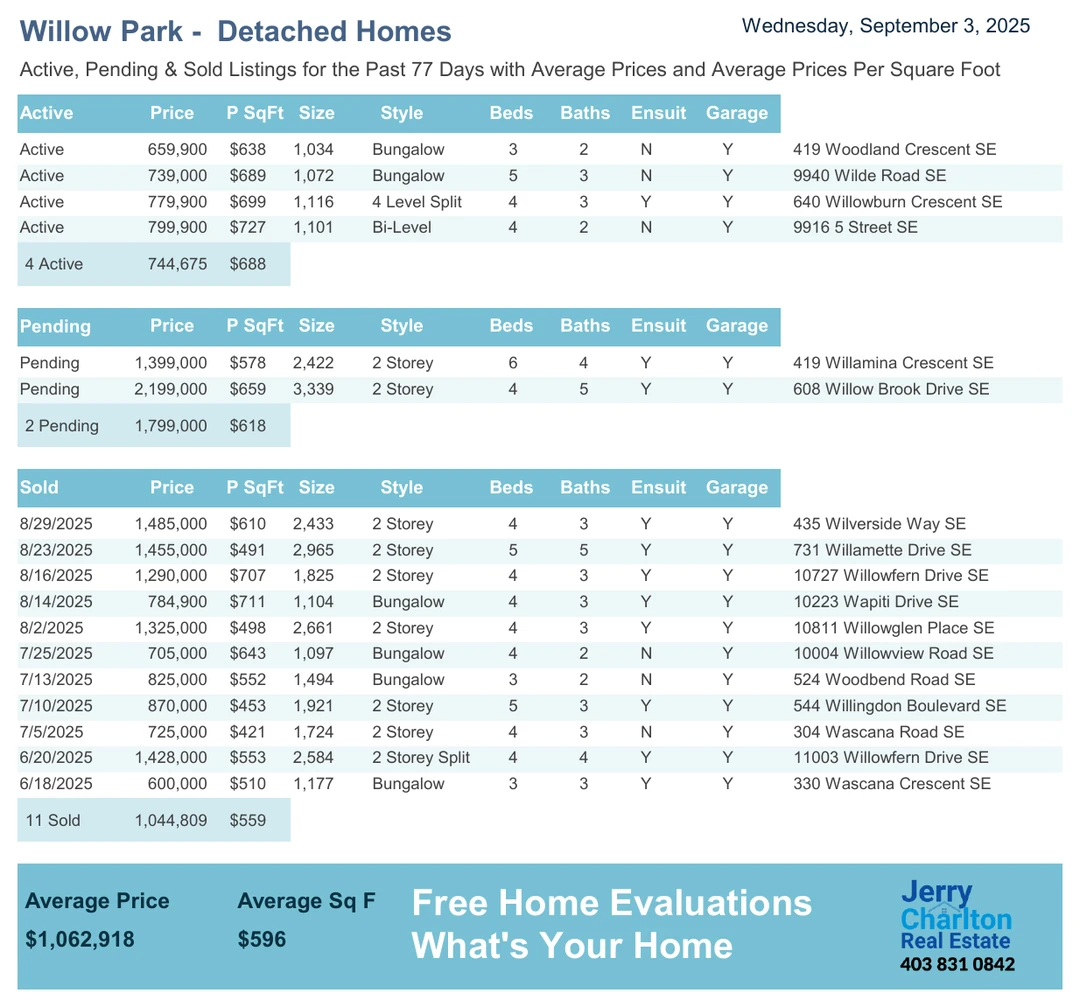 Willow Park - Detached Homes
Wednesday, September 3, 2025
Active, Pending & Sold Listings for the Past 77 Days with Average Prices and Average Prices Per Square Foot
Active Price P SqFt Size Style Beds Baths Ensuit Garage
Active 659,900 $638 1,034 Bungalow 3 2 N Y 419 Woodland Crescent SE
Active 739,000 $689 1,072 Bungalow 5 3 N Y 9940 Wilde Road SE
Active 779,900 $699 1,116 4 Level Split 4 3 Y Y 640 Willowburn Crescent SE
Active 799,900 $727 1,101 Bi-Level 4 2 N Y 9916 5 Street SE
4 Active 744,675 $688
Pending Price P SqFt Size Style Beds Baths Ensuit Garage
Pending 1,399,000 $578 2,422 2 Storey 6 4 Y Y 419 Willamina Crescent SE
Pending 2,199,000 $659 3,339 2 Storey 4 5 Y Y 608 Willow Brook Drive SE
2 Pending 1,799,000 $618
Sold Price P SqFt Size Style Beds Baths Ensuit Garage
8/29/2025 1,485,000 $610 2,433 2 Storey 4 3 Y Y 435 Wilverside Way SE
8/23/2025 1,455,000 $491 2,965 2 Storey 5 5 Y Y 731 Willamette Drive SE
8/16/2025 1,290,000 $707 1,825 2 Storey 4 3 Y Y 10727 Willowfern Drive SE
8/14/2025 784,900 $711 1,104 Bungalow 4 3 Y Y 10223 Wapiti Drive SE
8/2/2025 1,325,000 $498 2,661 2 Storey 4 3 Y Y 10811 Willowglen Place SE
7/25/2025 705,000 $643 1,097 Bungalow 4 2 N Y 10004 Willowview Road SE
7/13/2025 825,000 $552 1,494 Bungalow 3 2 N Y 524 Woodbend Road SE
7/10/2025 870,000 $453 1,921 2 Storey 5 3 Y Y 544 Willingdon Boulevard SE
7/5/2025 725,000 $421 1,724 2 Storey 4 3 N Y 304 Wascana Road SE
6/20/2025 1,428,000 $553 2,584 2 Storey Split 4 4 Y Y 11003 Willowfern Drive SE
6/18/2025 600,000 $510 1,177 Bungalow 3 3 Y Y 330 Wascana Crescent SE
11 Sold 1,044,809 $559
Average Price Average Sq F
$1,062,918 $596
Free Home Evaluations
What's Your Home
Jerry
Charlton
Real Estate
403 831 0842